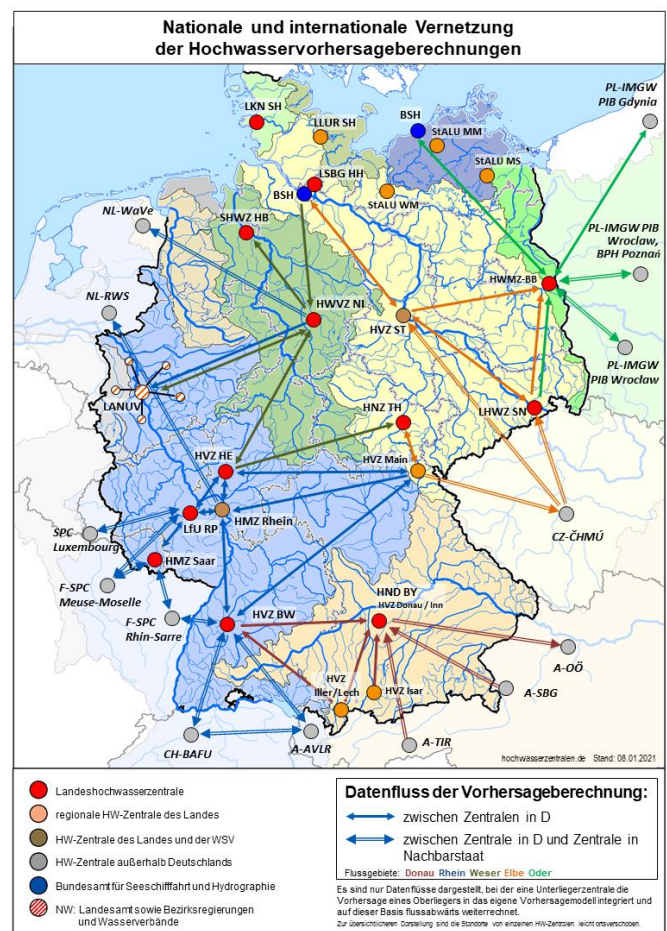 Nationale und internationale Vernetzung
der Hochwasservorhersageberechnungen
PL-IMGW
PIB Gdynia
LKN SH
LLUR SH
BSH
StALU MM
StALU MS
LSBG HH
BSH
StALU WM
NL-WaVe
SHWZ HB
PL-IMGW PIB
Wroclaw,
BPH Poznań
HWMZ-BB
NL-RWS
HWVZ NI
HVZ ST
PL-IMGW
PIB Wrocław
LANUV
LHWZ SN
HNZ TH
HVZ HE
HVZ Main
SPC
Luxembourg
LfU RP
HMZ Rhein
CZ-ČHMÚ
HMZ Saar
F-SPC
Meuse-Moselle
F-SPC
Rhin-Sarre
HVZ BW
HND BY
HVZ Donau / Inn
A-OÖ
HVZ
Iller/Lech
HVZ Isar
A-SBG
CH-BAFU
A-AVLR
A-TIR
hochwasserzentralen.de Stand: 08.01.2021
Landeshochwasserzentrale
regionale HW-Zentrale des Landes
HW-Zentrale des Landes und der WSV
HW-Zentrale außerhalb Deutschlands
Bundesamt für Seeschifffahrt und Hydrographie
NW: Landesamt sowie Bezirksregierungen
und Wasserverbände
Datenfluss der Vorhersageberechnung:
zwischen Zentralen in D
zwischen Zentrale in D und Zentrale in
Nachbarstaat
Flussgebiete: Donau Rhein Weser Elbe Oder
Es sind nur Datenflüsse dargestellt, bei der eine Unterliegerzentrale die
Vorhersage eines Oberliegers in das eigene Vorhersagemodell integriert und
auf dieser Basis flussabwärts weiterrechnet.
Zur übersichtlicheren Darstellung sind die Standorte von einzelnen HW-Zentralen leicht ortsverschoben.